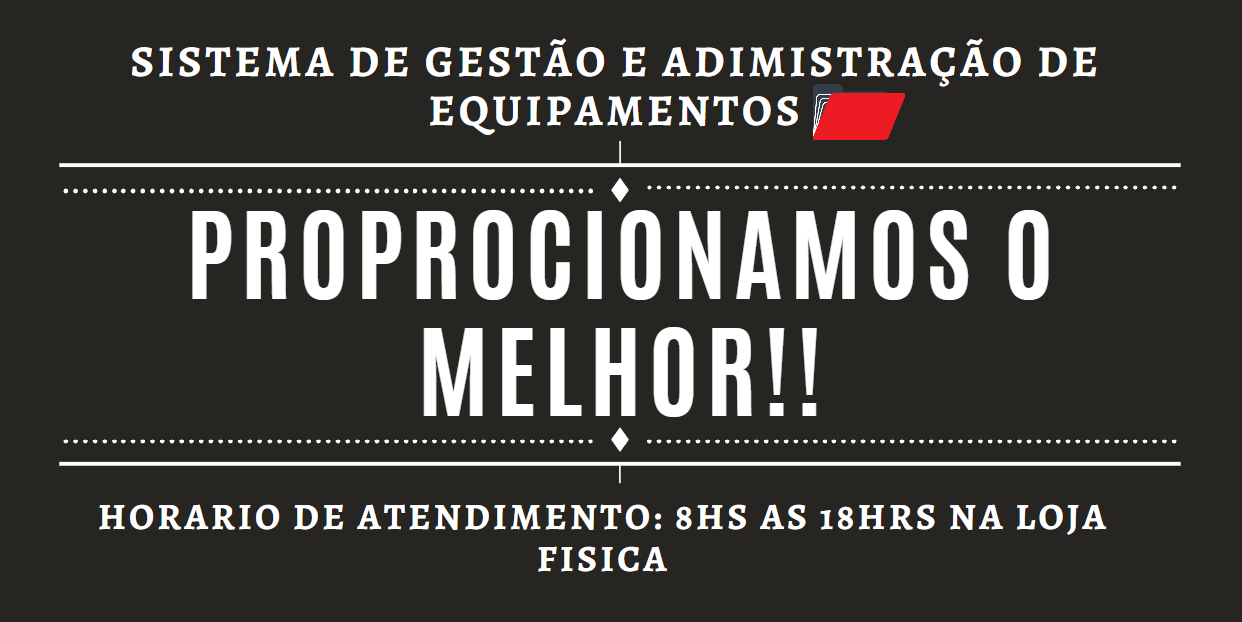 SISTEMA DE GESTÃO E ADIMISTRAÇÃO DE
EQUIPAMENTOS
PROPROCIONAMOS O
MELHOR!!
HORARIO DE ATENDIMENTO: 8HS AS 18HRS NA LOJA
FISICA